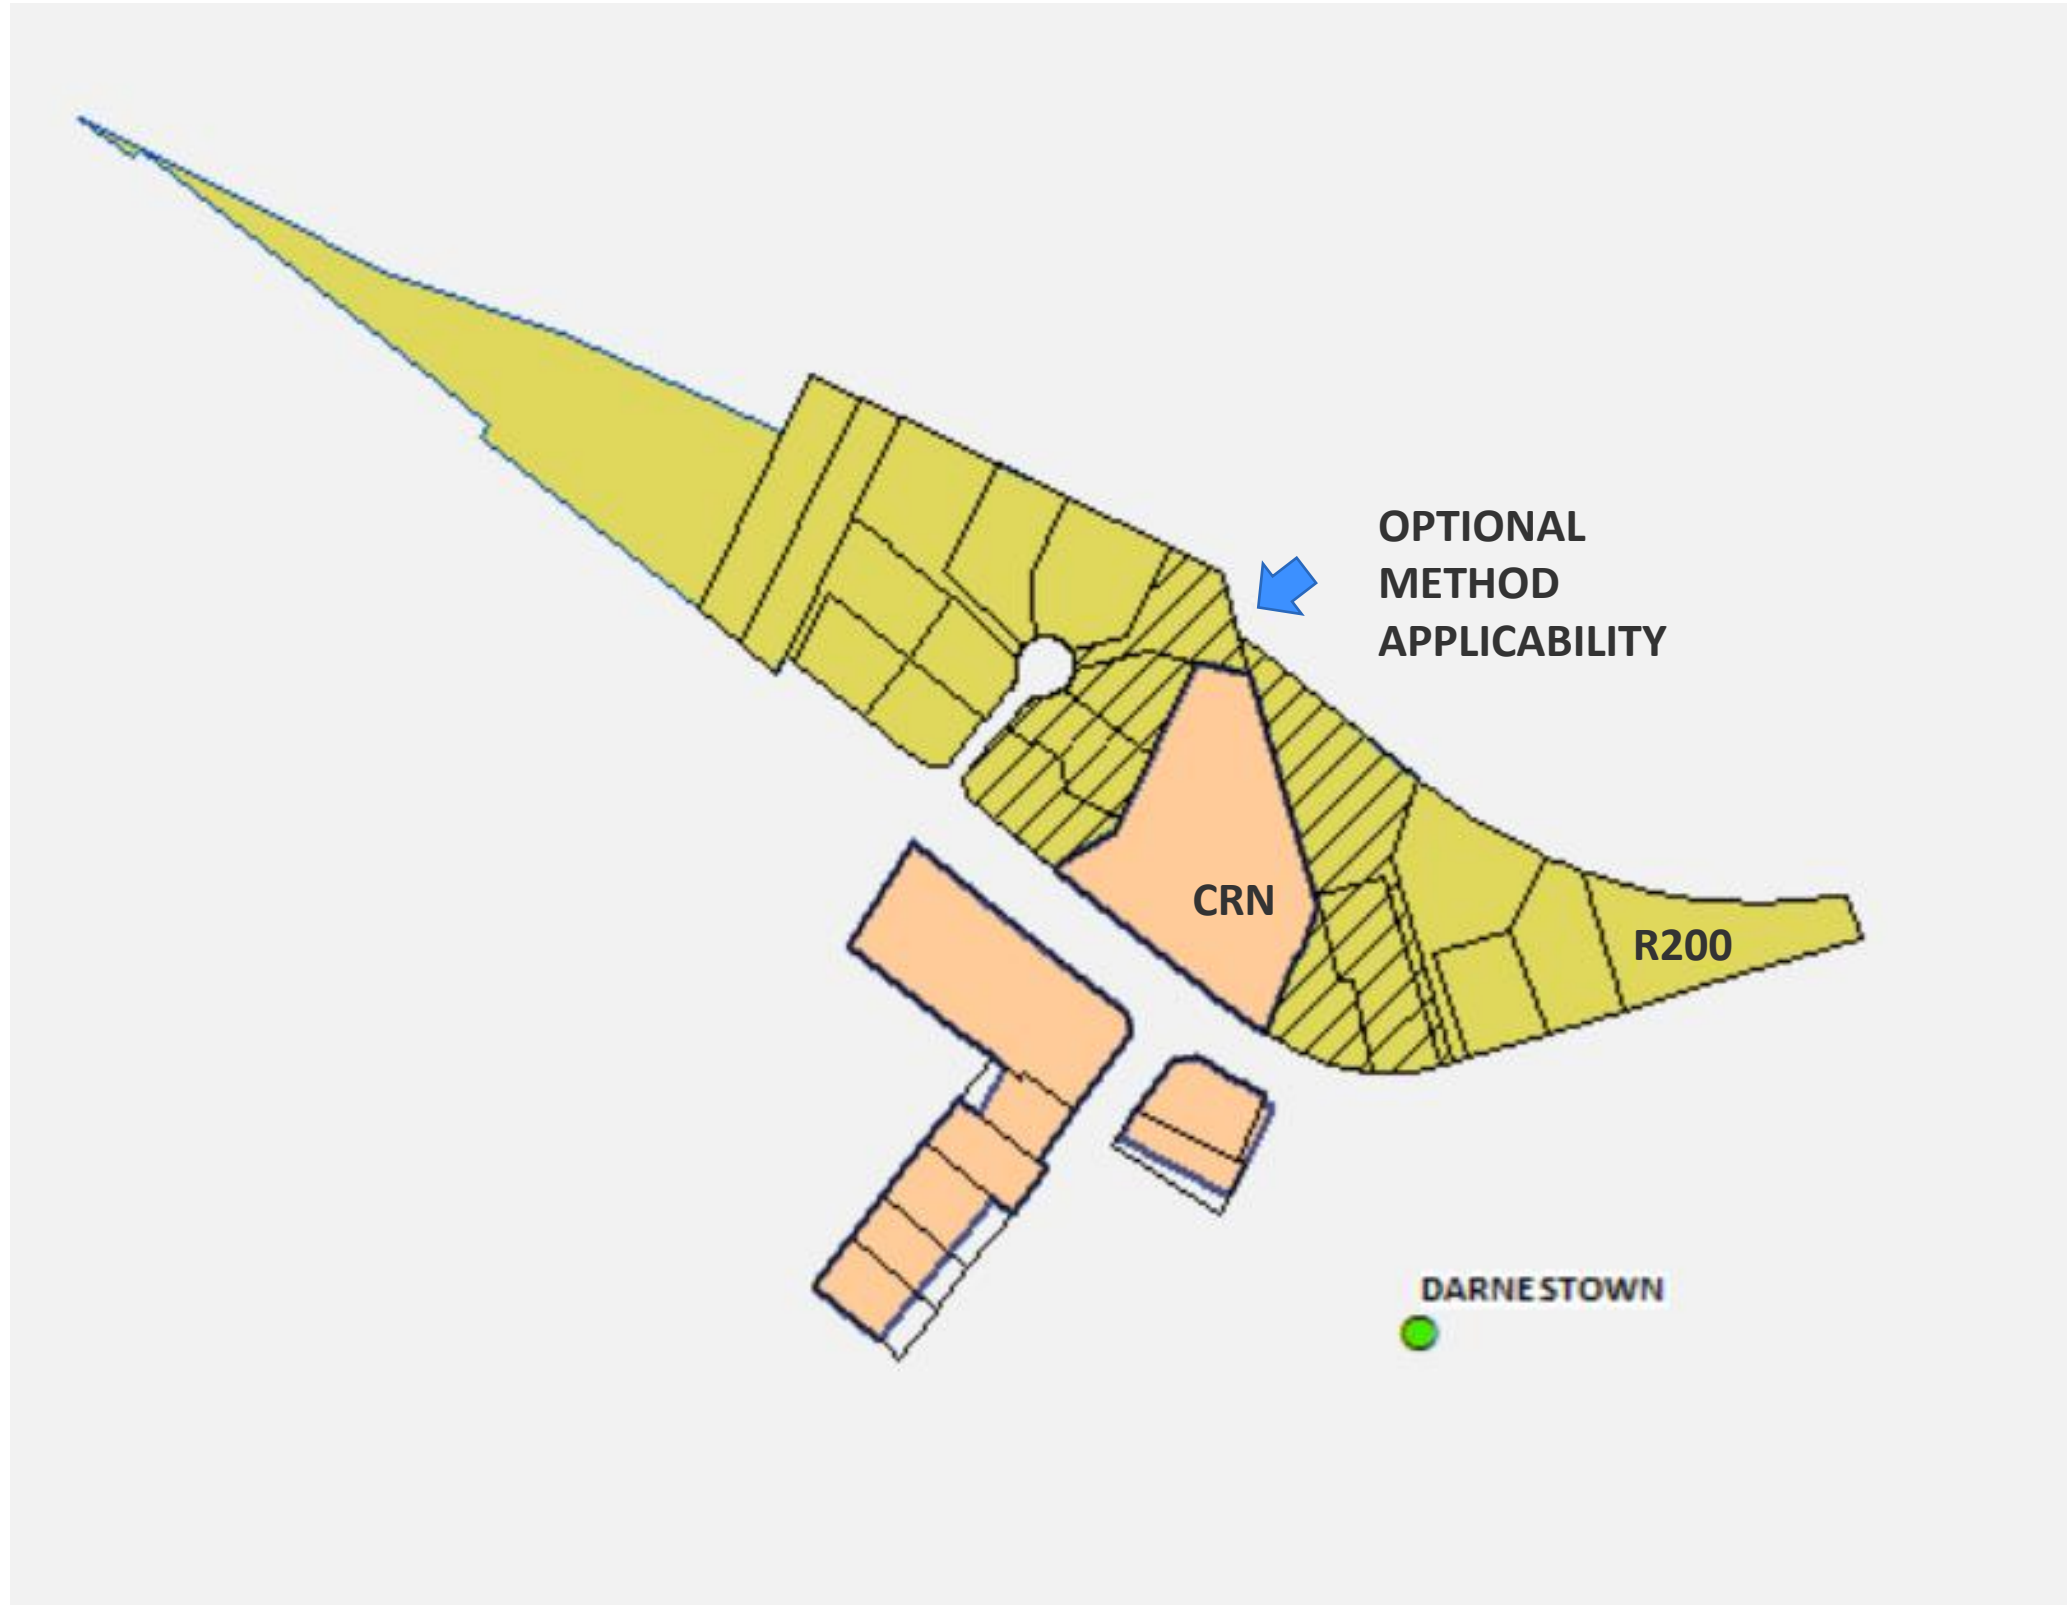 OPTIONAL
METHOD
APPLICABILITY
CRN
R200
DARNESTOWN